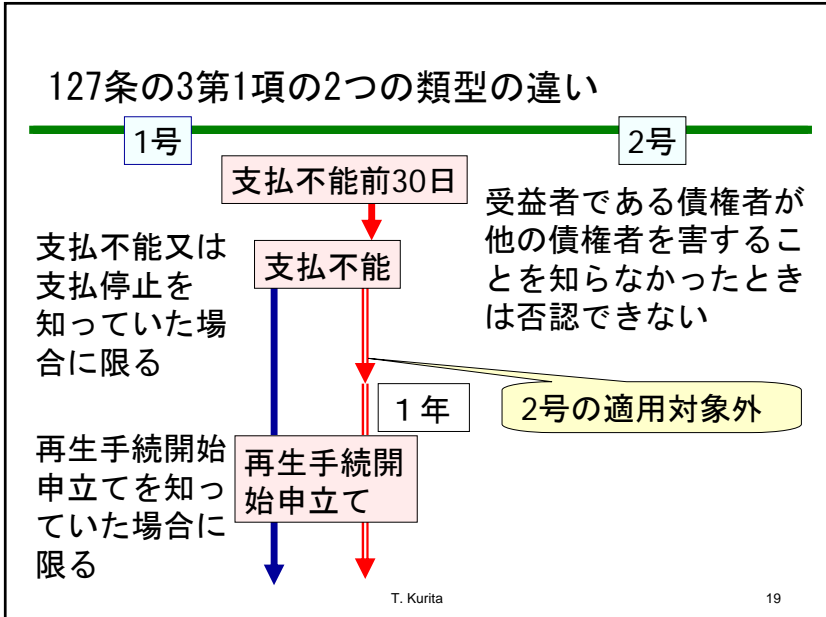 127条の3第1項の2つの類型の違い
1号
2号
支払不能前30日
受益者である債権者が
他の債権者を害するこ
とを知らなかったとき
は否認できない
支払不能又は
支払停止を
知っていた場
合に限る
支払不能
1年
2号の適用対象外
再生手続開始
申立てを知っ
ていた場合に
限る
再生手続開
始申立て
T. Kurita
19